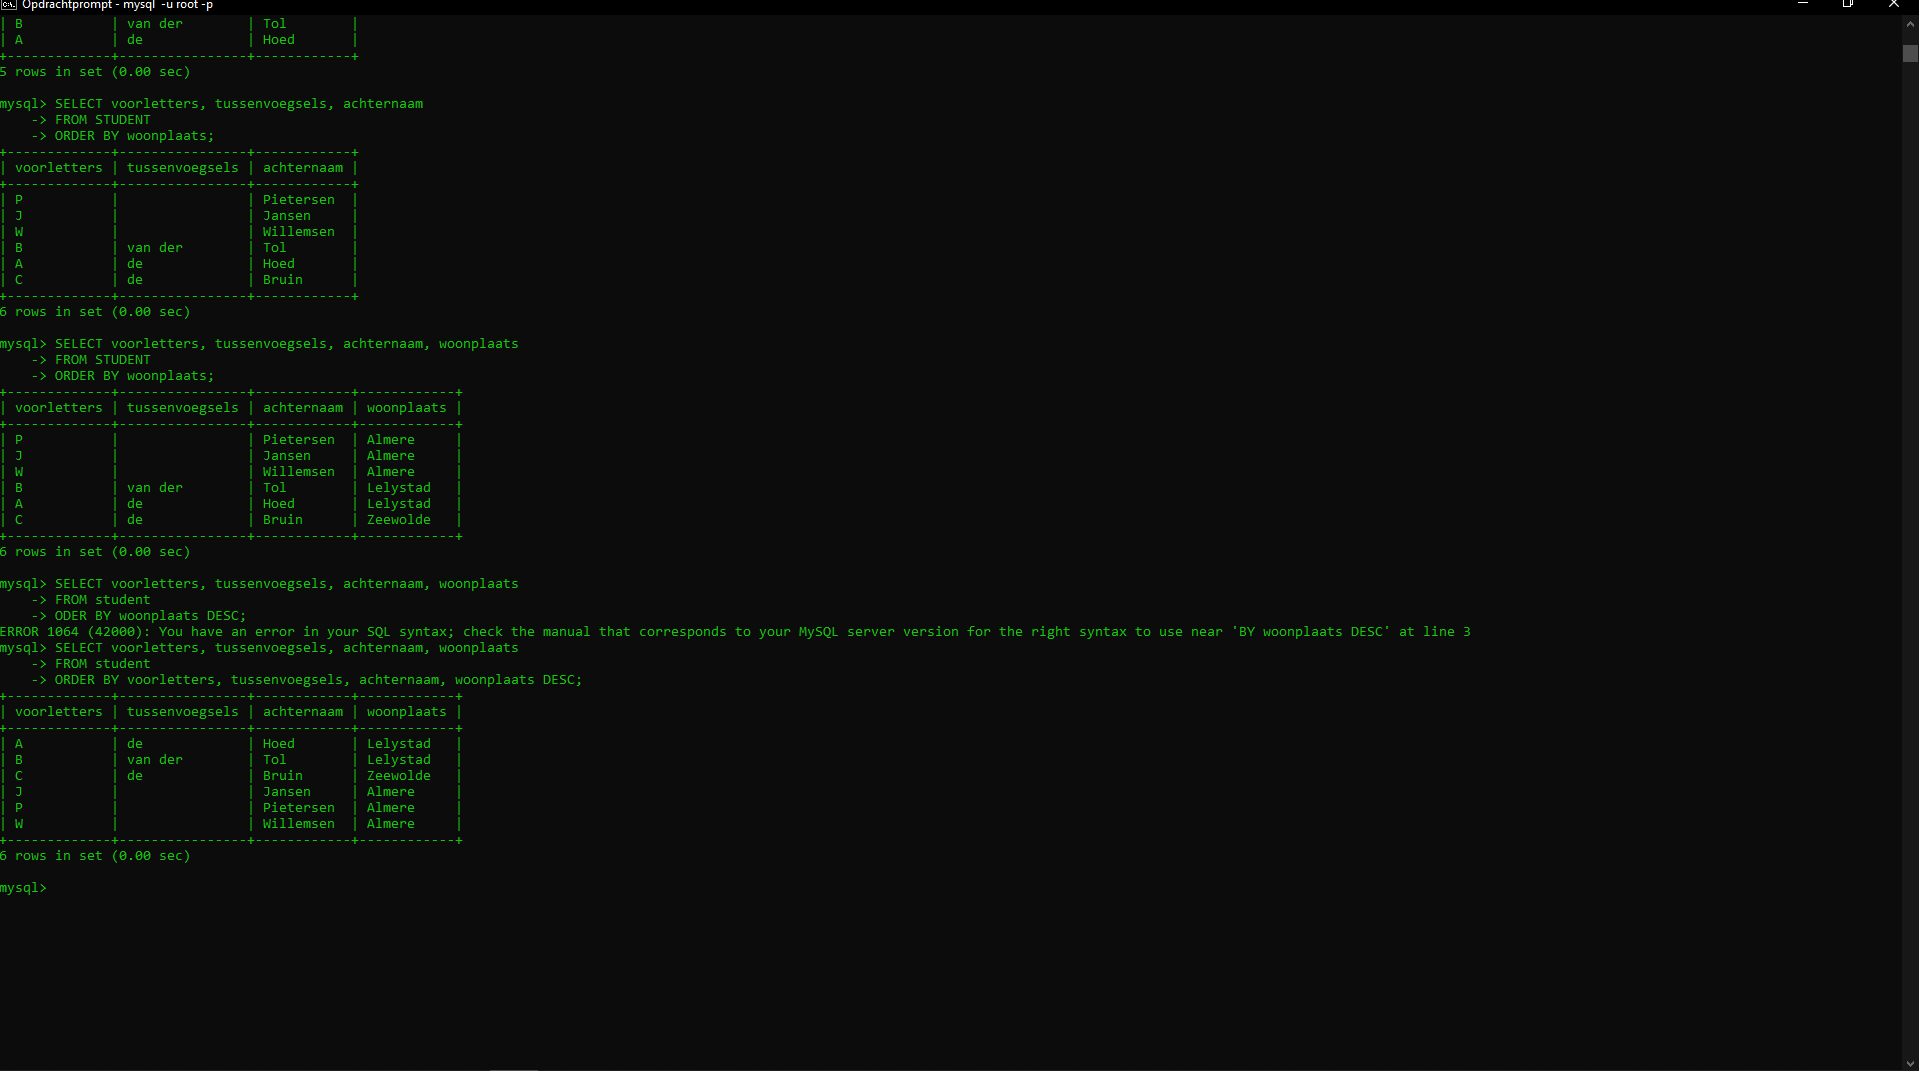 Opdrachtprompt - mysql -u root -p
| B           | van der        | Tol        |
| A           | de             | Hoed       |
+-------------+----------------+------------+
5 rows in set (0.00 sec)
mysql> SELECT voorletters, tussenvoegsels, achternaam
    -> FROM STUDENT
    -> ORDER BY woonplaats;
+-------------+----------------+------------+
| voorletters | tussenvoegsels | achternaam |
+-------------+----------------+------------+
| P           |                | Pietersen  |
| J           |                | Jansen     |
| W           |                | Willemsen  |
| B           | van der        | Tol        |
| A           | de             | Hoed       |
| C           | de             | Bruin      |
+-------------+----------------+------------+
6 rows in set (0.00 sec)
mysql> SELECT voorletters, tussenvoegsels, achternaam, woonplaats
    -> FROM STUDENT
    -> ORDER BY woonplaats;
+-------------+----------------+------------+------------+
| voorletters | tussenvoegsels | achternaam | woonplaats |
+-------------+----------------+------------+------------+
| P           |                | Pietersen  | Almere     |
| J           |                | Jansen     | Almere     |
| W           |                | Willemsen  | Almere     |
| B           | van der        | Tol        | Lelystad   |
| A           | de             | Hoed       | Lelystad   |
| C           | de             | Bruin      | Zeewolde   |
+-------------+----------------+------------+------------+
6 rows in set (0.00 sec)
mysql> SELECT voorletters, tussenvoegsels, achternaam, woonplaats
    -> FROM student
    -> ODER BY woonplaats DESC;
ERROR 1064 (42000): You have an error in your SQL syntax; check the manual that corresponds to your MySQL server version for the right syntax to use near 'BY woonplaats DESC' at line 3
mysql> SELECT voorletters, tussenvoegsels, achternaam, woonplaats
    -> FROM student
    -> ORDER BY voorletters, tussenvoegsels, achternaam, woonplaats DESC;
+-------------+----------------+------------+------------+
| voorletters | tussenvoegsels | achternaam | woonplaats |
+-------------+----------------+------------+------------+
| A           | de             | Hoed       | Lelystad   |
| B           | van der        | Tol        | Lelystad   |
| C           | de             | Bruin      | Zeewolde   |
| J           |                | Jansen     | Almere     |
| P           |                | Pietersen  | Almere     |
| W           |                | Willemsen  | Almere     |
+-------------+----------------+------------+------------+
6 rows in set (0.00 sec)
mysql>